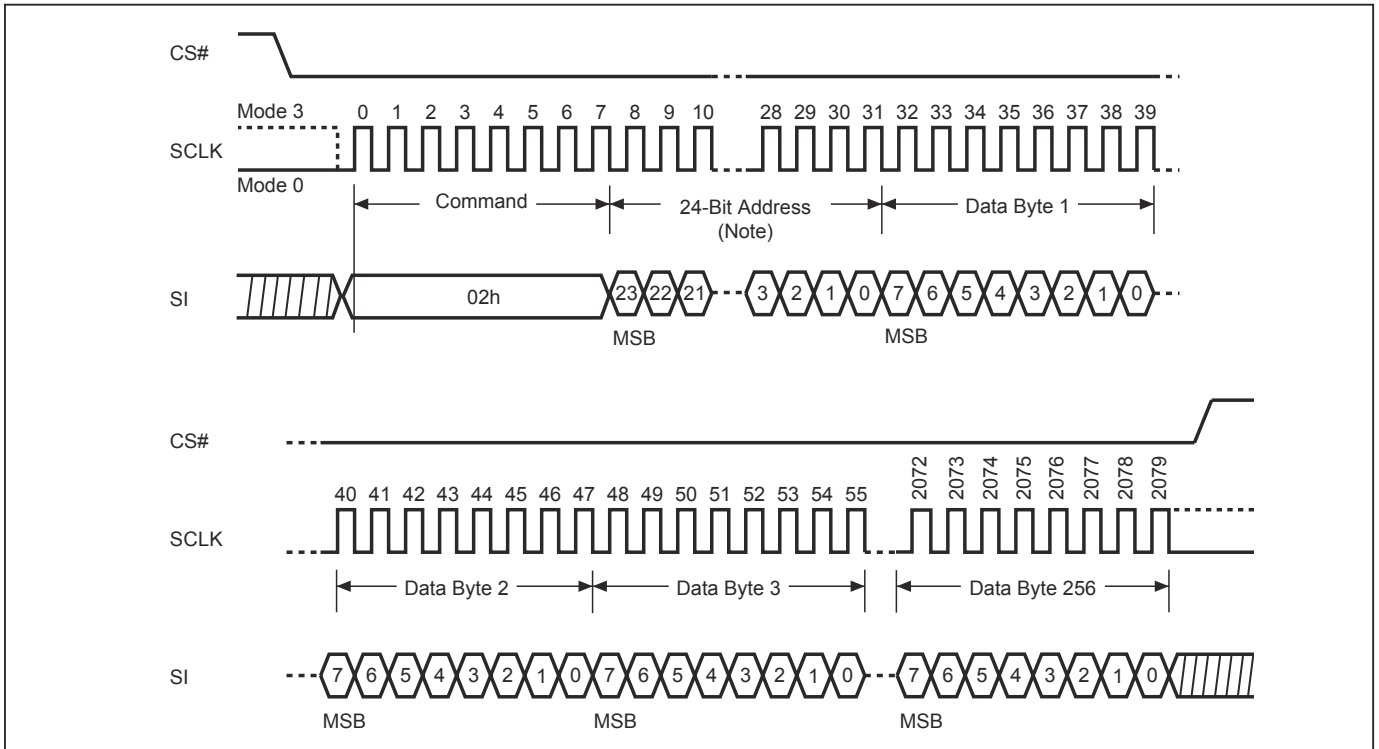 CS#
Mode 3 0 1 2 3 4 5 6 7 8 9 10 28 29 30 31 32 33 34 35 36 37 38 39
SCLK
Mode 0
Command 24-Bit Address Data Byte 1
(Note)
SI 02h 23 22 21 3 2 1 0 7 6 5 4 3 2 1 0
MSB MSB
CS#
40 41 42 43 44 45 46 47 48 49 50 51 52 53 54 55 2072 2073 2074 2075 2076 2077 2078 2079
SCLK
Data Byte 2 Data Byte 3 Data Byte 256
SI 7 6 5 4 3 2 1 0 7 6 5 4 3 2 1 0 7 6 5 4 3 2 1 0
MSB MSB MSB